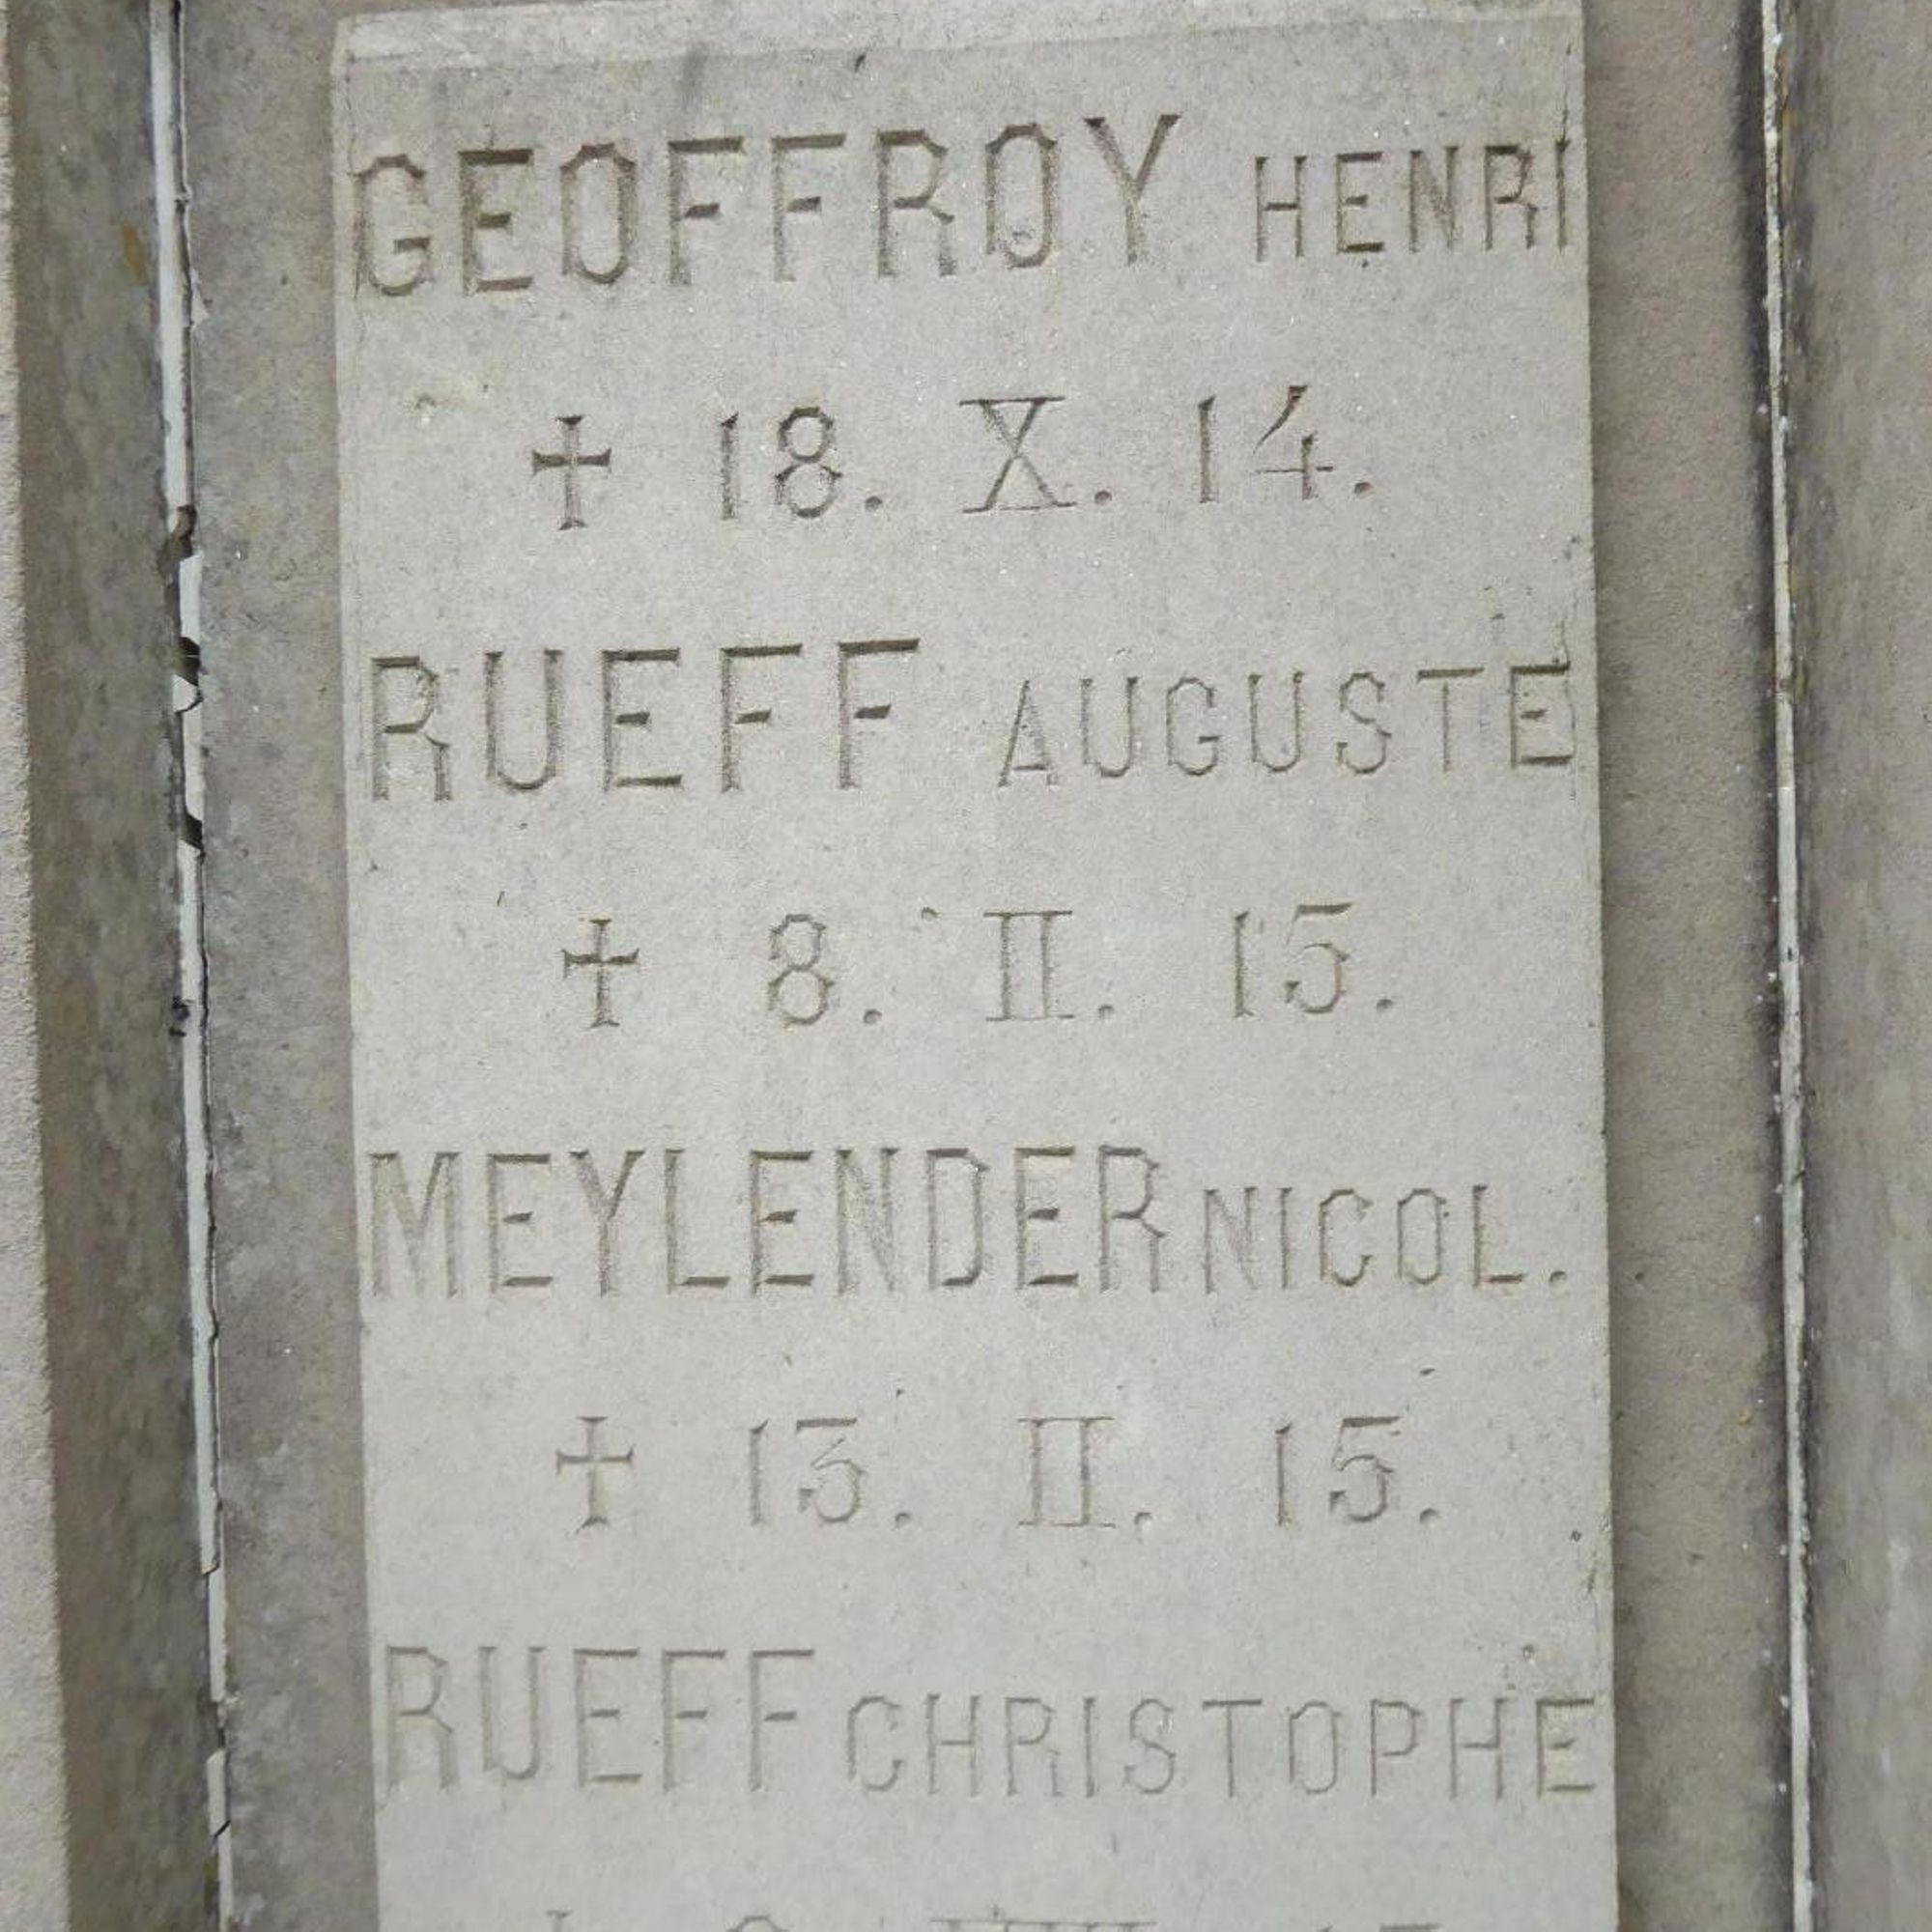 GEOFFROY HENRI
† 18. X. 14.
RUEFF AUGUSTE
† 8. II. 15.
MEYLENDER NICOL.
† 13. II. 15.
RUEFF CHRISTOPHE